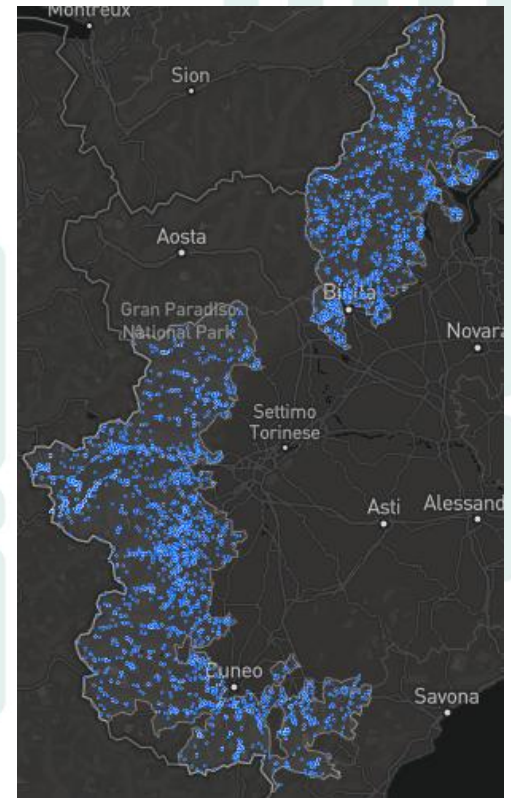 Montreux
Sion
Aosta
Gran Paradiso
National Park
Biella
Novara
Settimo
Torinese
Asti
Alessand
Cuneo
Savona